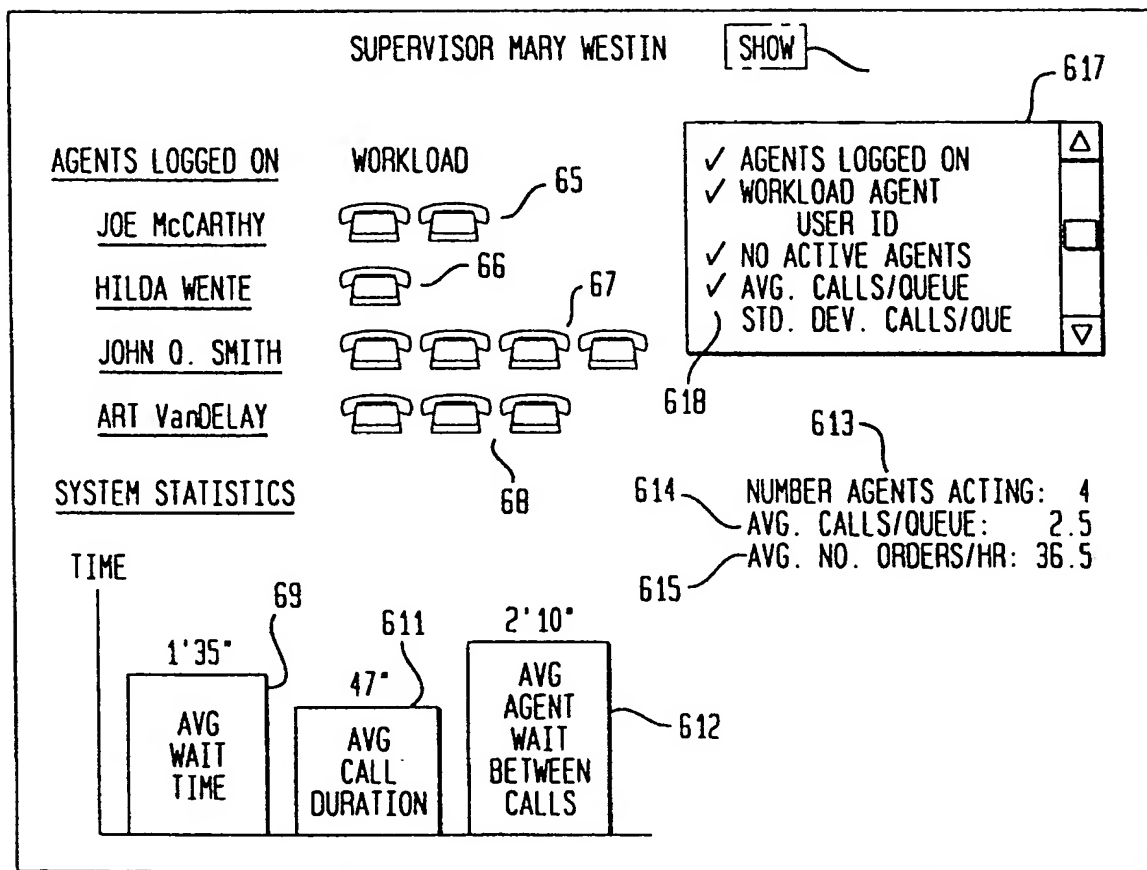 SUPERVISOR MARY WESTIN SHOW
617
AGENTS LOGGED ON WORKLOAD
JOE McCARTHY
65
HILDA WENTE
66
JOHN Q. SMITH
67
ART VanDELAY
68
✓ AGENTS LOGGED ON
✓ WORKLOAD AGENT
USER ID
✓ NO ACTIVE AGENTS
✓ AVG. CALLS/QUEUE
STD. DEV. CALLS/QUE
618
613
SYSTEM STATISTICS
NUMBER AGENTS ACTING: 4
614 AVG. CALLS/QUEUE: 2.5
615 AVG. NO. ORDERS/HR: 36.5
TIME
69
1'35"
AVG
WAIT
TIME
611
47"
AVG
CALL
DURATION
2'10"
AVG
AGENT
WAIT
BETWEEN
CALLS
612